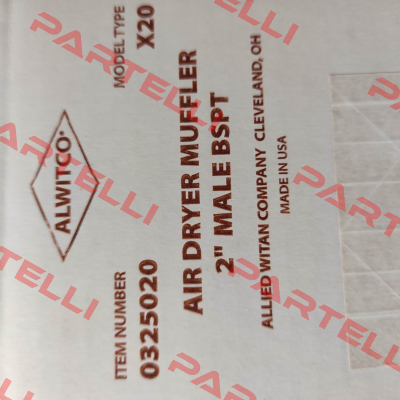 ALWITCO®
ITEM NUMBER
0325020
MODEL TYPE
X20
AIR DRYER MUFFLER
2" MALE BSPT
ALLIED WITAN COMPANY CLEVELAND, OH
MADE IN USA
PARTELLI
PARTELLI
PARTELLI
PARTELLI
PARTELLI